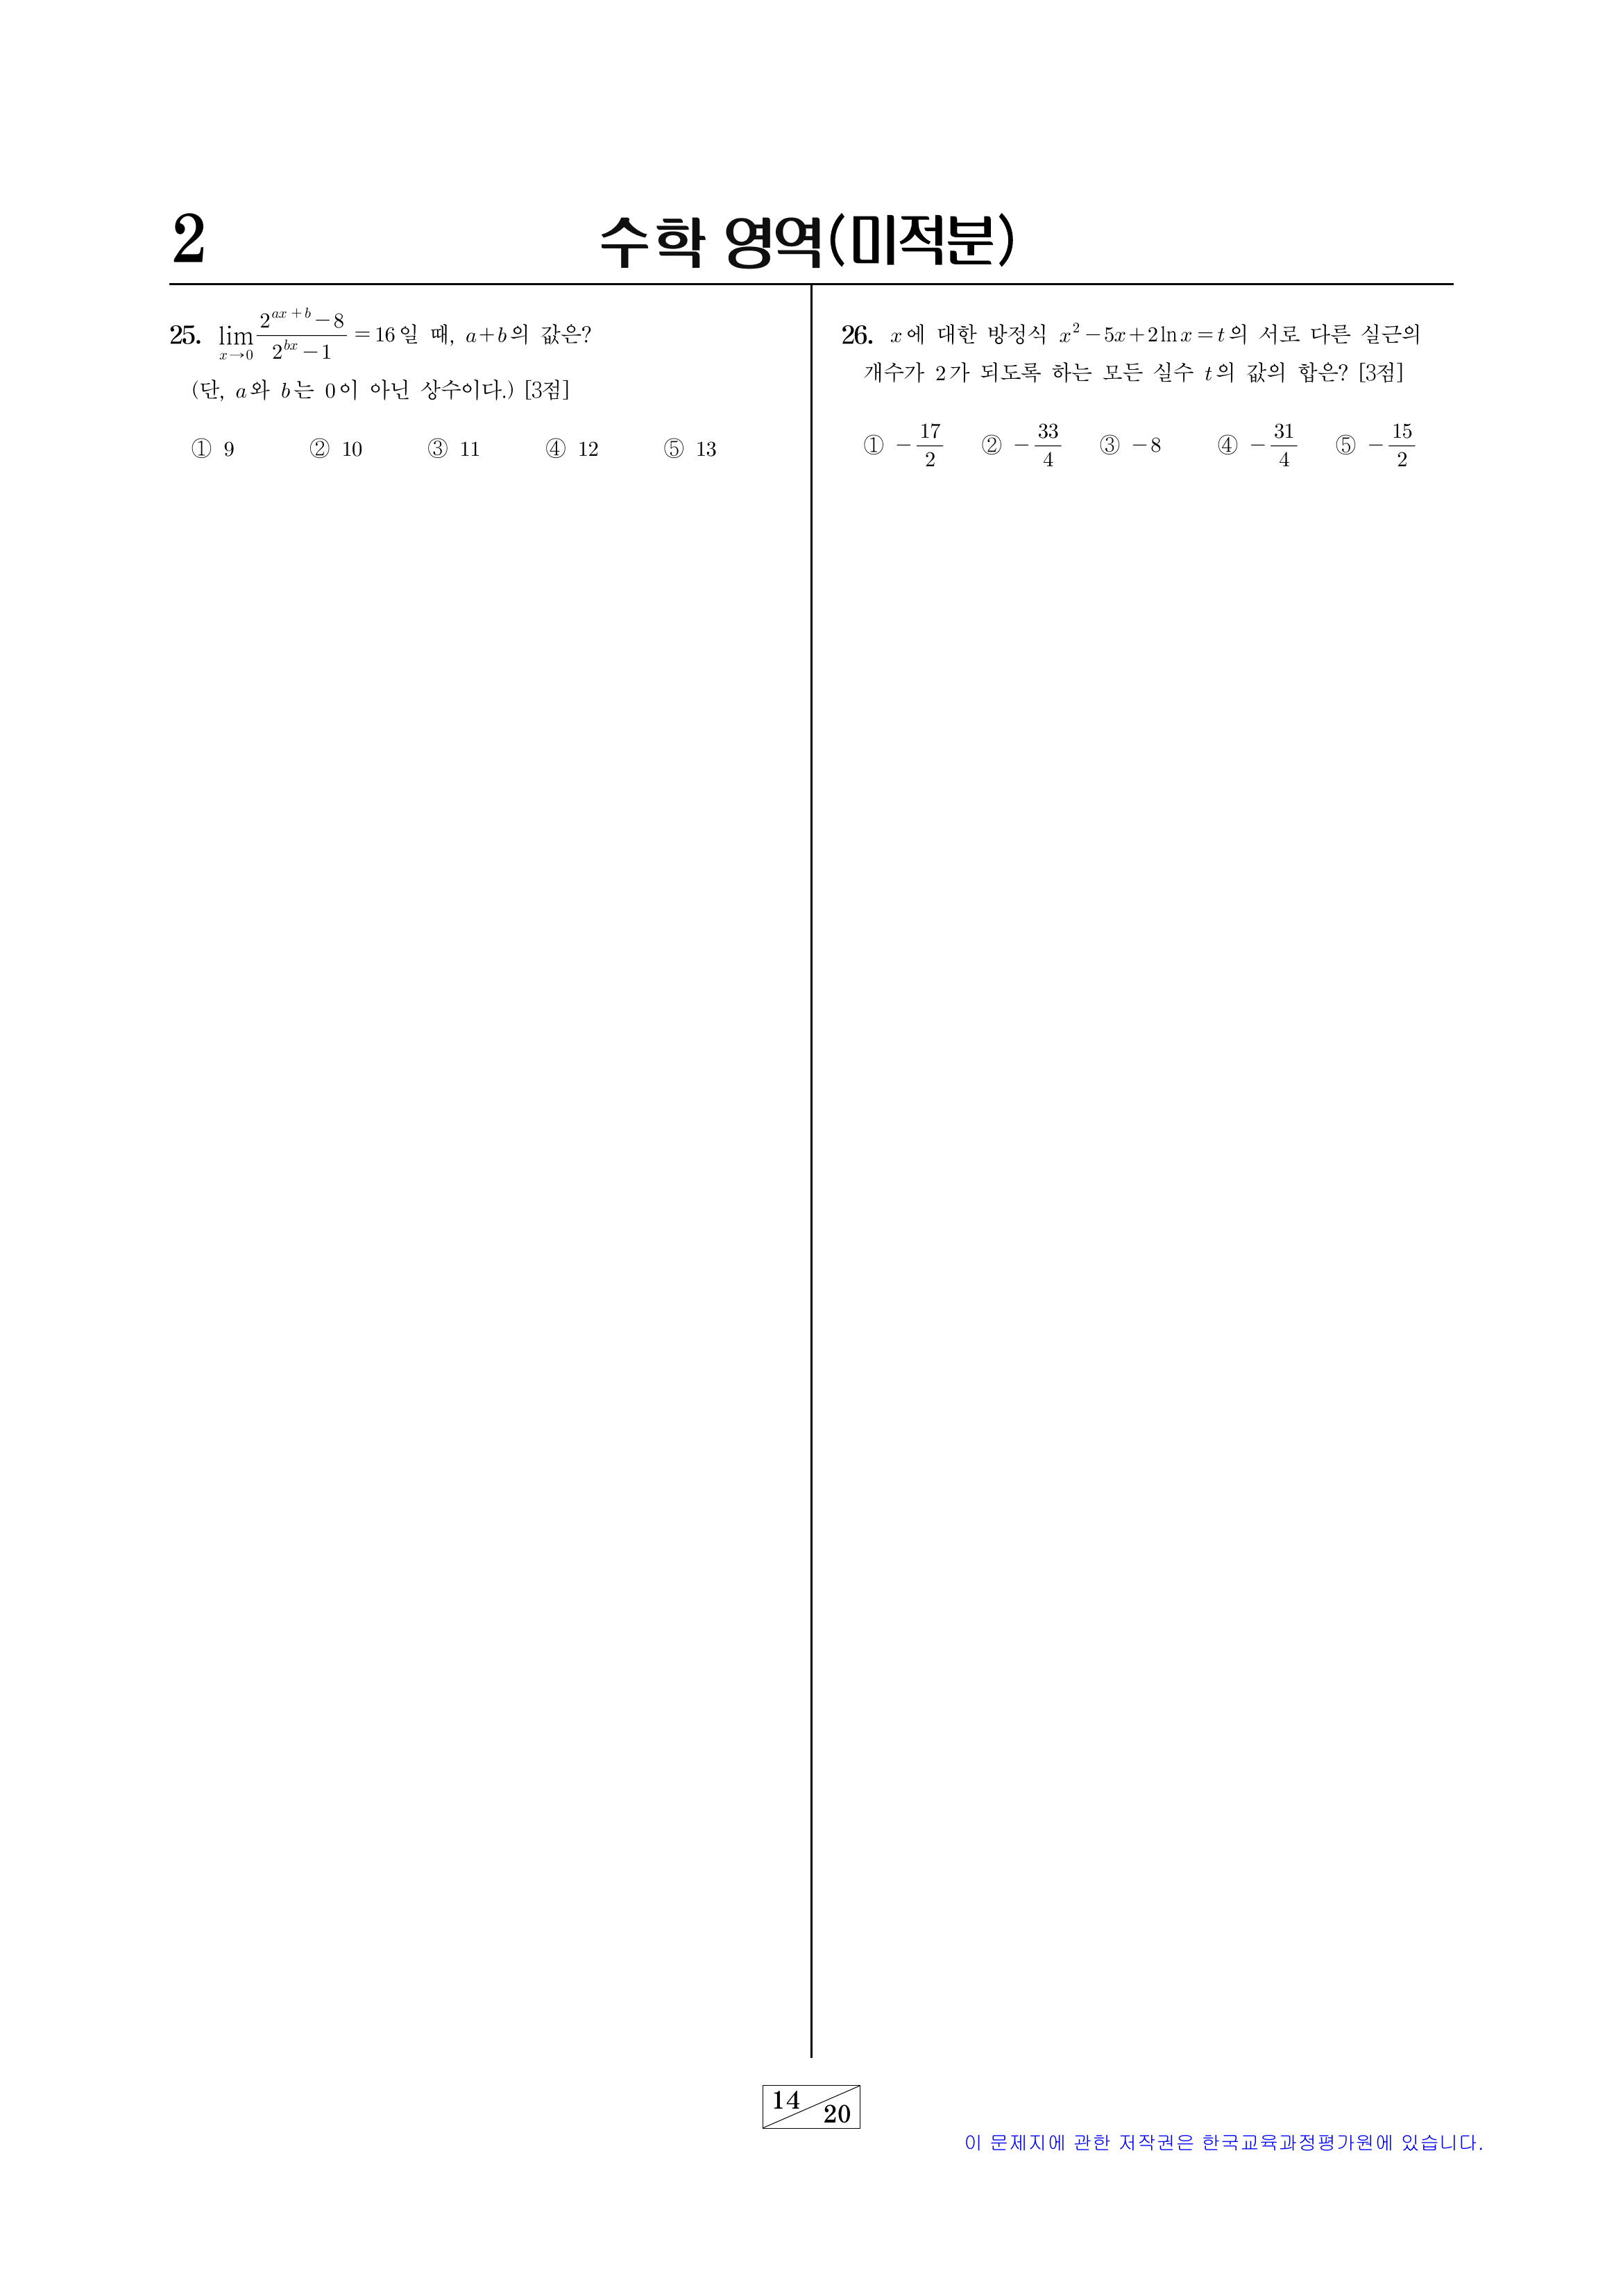 2
수학 영역(미적분)
25. $\lim_{x \to 0} \frac{2^{ax+b}-8}{2^{bx}-1} = 16$일 때, $a+b$의 값은?
(단, $a$와 $b$는 0이 아닌 상수이다.) [3점]
① 9 ② 10 ③ 11 ④ 12 ⑤ 13
26. $x$에 대한 방정식 $x^2-5x+2\ln x=t$의 서로 다른 실근의
개수가 2가 되도록 하는 모든 실수 $t$의 값의 합은? [3점]
① $-\frac{17}{2}$ ② $-\frac{33}{4}$ ③ $-8$ ④ $-\frac{31}{4}$ ⑤ $-\frac{15}{2}$
14 20
이 문제지에 관한 저작권은 한국교육과정평가원에 있습니다.